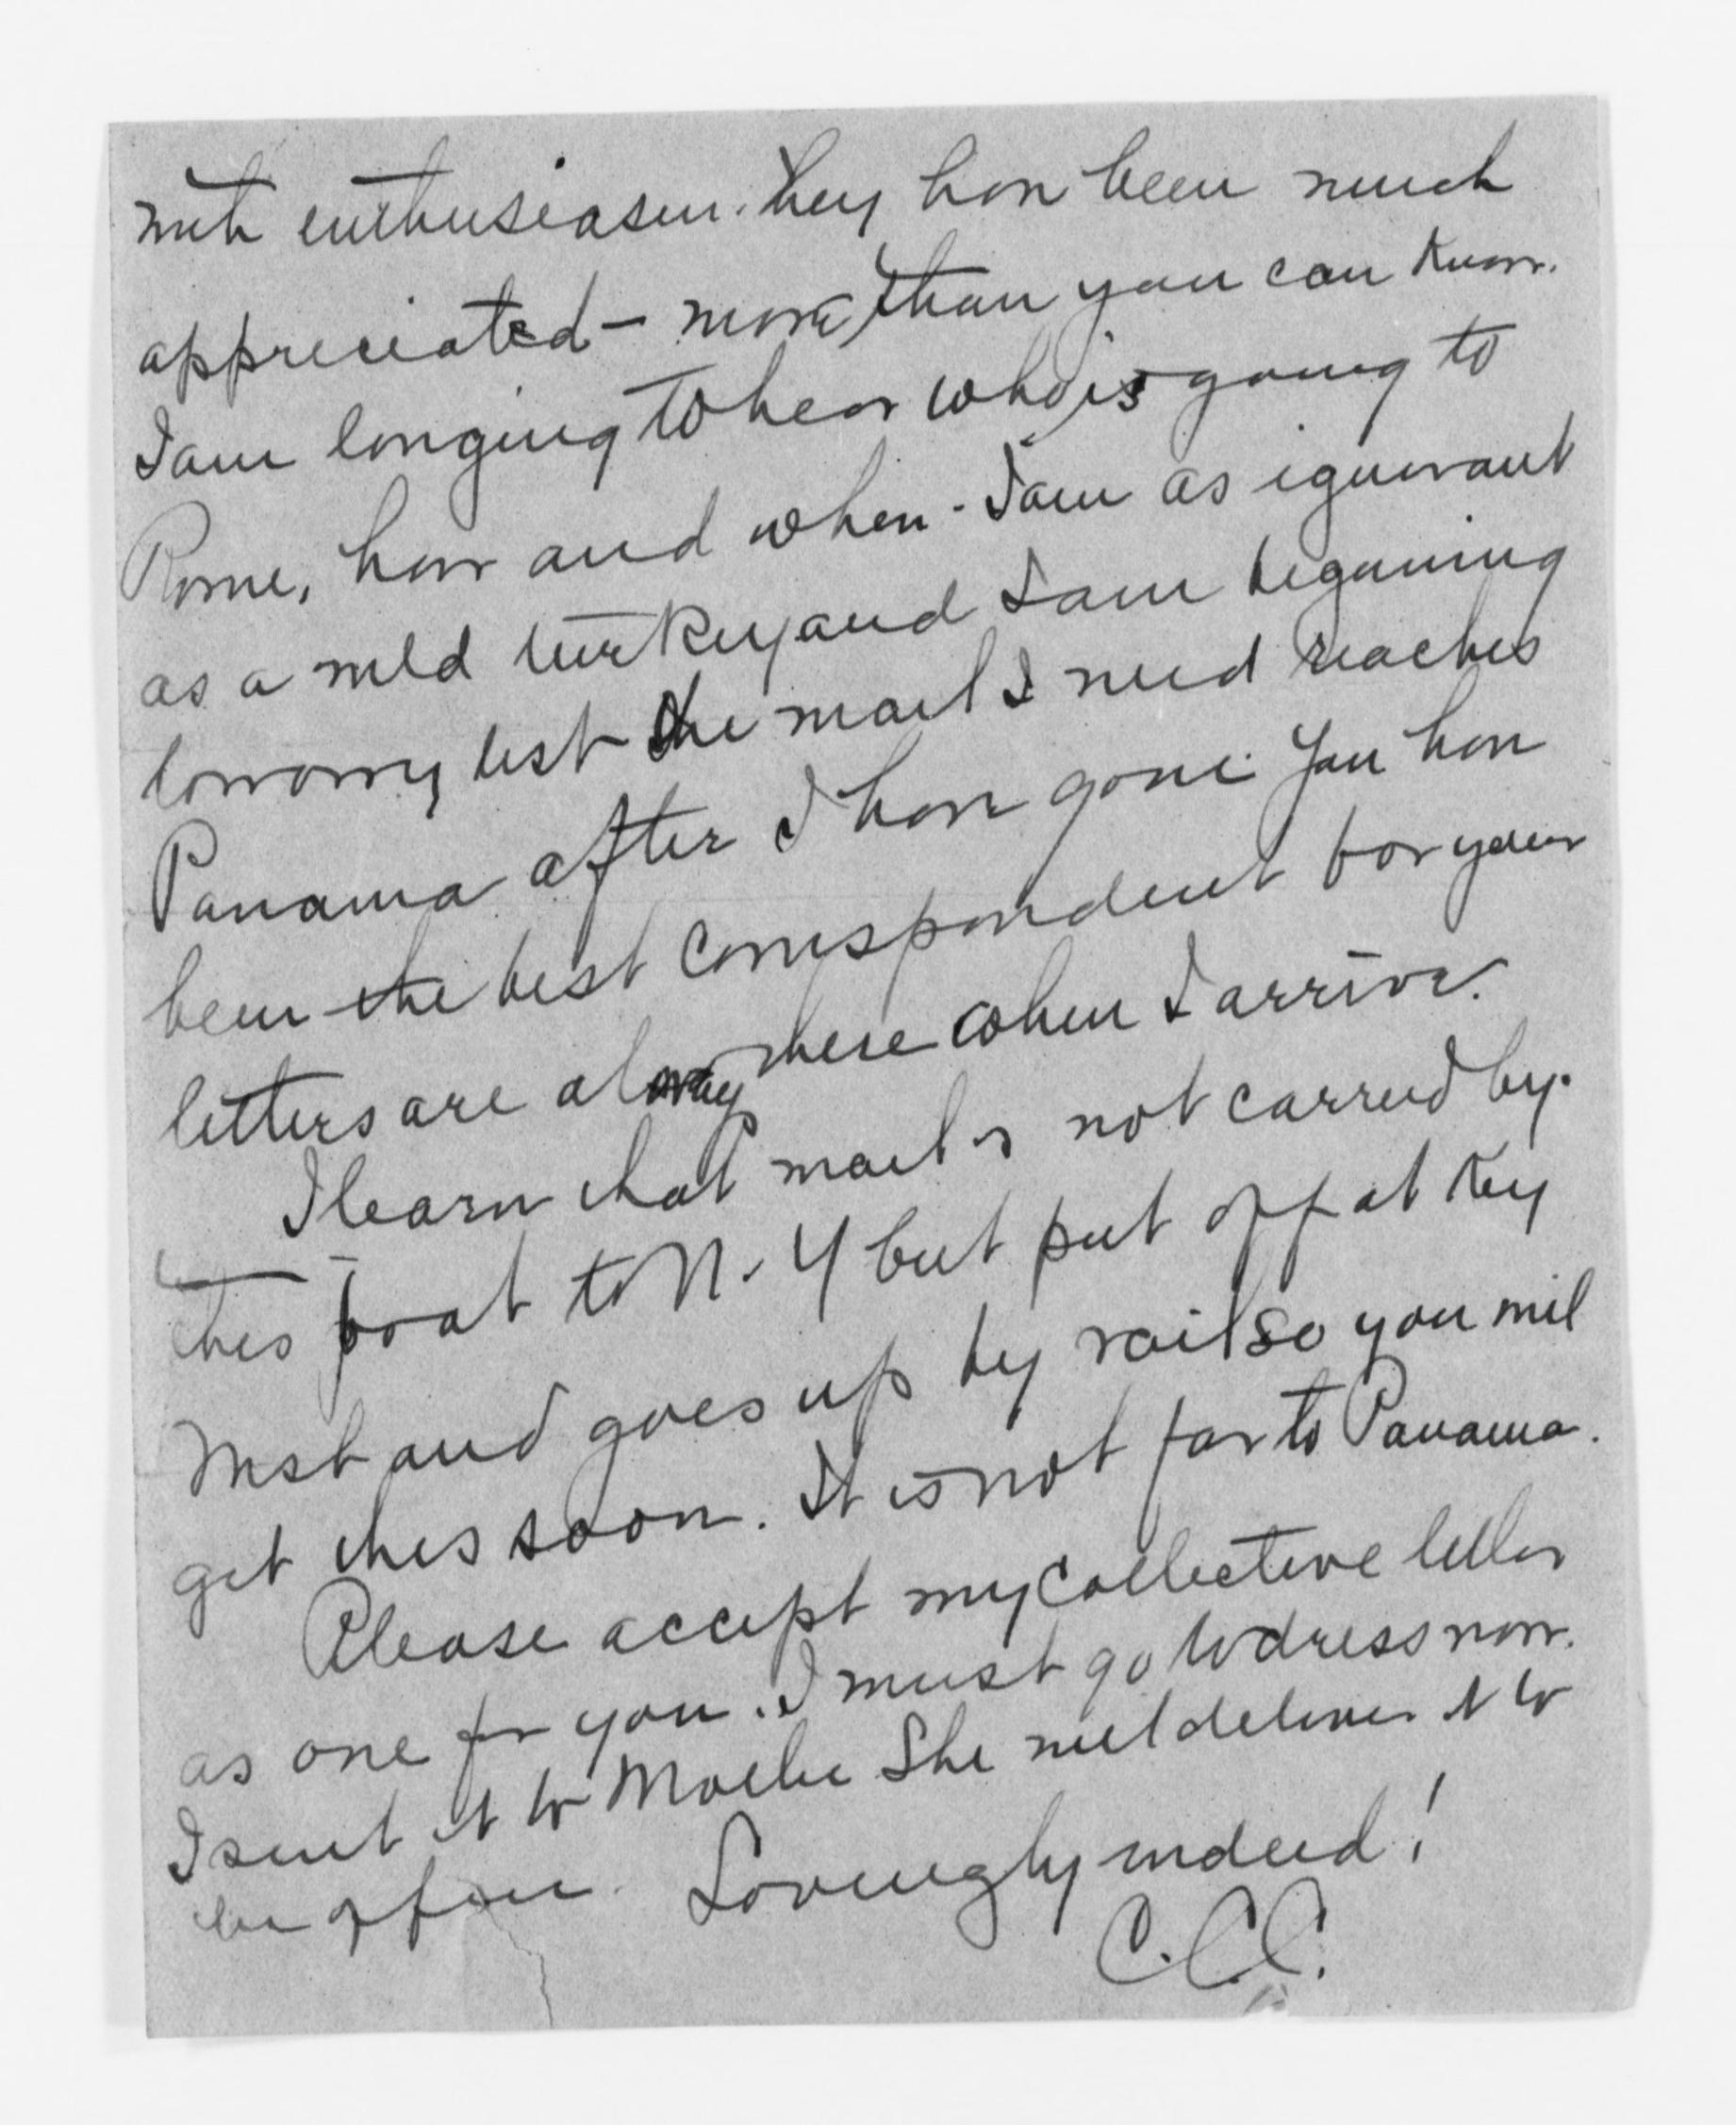 with enthusiasm. They have been much
appreciated - more than you can know.
I am longing to hear who is going to
Rome, how and when. I am as ignorant
as a wild turkey and I am beginning
to worry lest the mail I need reaches
Panama after I have gone. You have
been the best correspondent for your
letters are always there when I arrive.
I learn that mail is not carried by
this boat to N.Y but put off at Key
West and goes up by rail so you will
get this soon. It is not far to Panama.
Please accept my collective letter
as one for you. I must go to dress now.
I sent it to Mollie She will deliver it to
Lovingly indeed!
C.C.C.